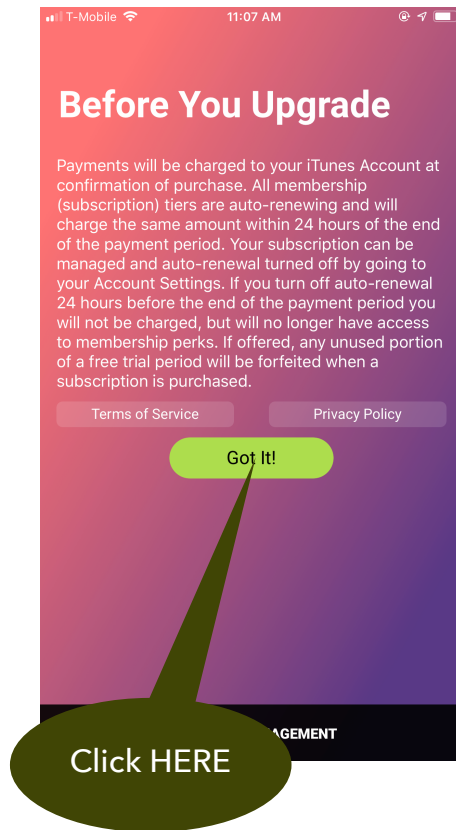 T-Mobile 11:07 AM
Before You Upgrade
Payments will be charged to your iTunes Account at
confirmation of purchase. All membership
(subscription) tiers are auto-renewing and will
charge the same amount within 24 hours of the end
of the payment period. Your subscription can be
managed and auto-renewal turned off by going to
your Account Settings. If you turn off auto-renewal
24 hours before the end of the payment period you
will not be charged, but will no longer have access
to membership perks. If offered, any unused portion
of a free trial period will be forfeited when a
subscription is purchased.
Terms of Service Privacy Policy
Got It!
Click HERE